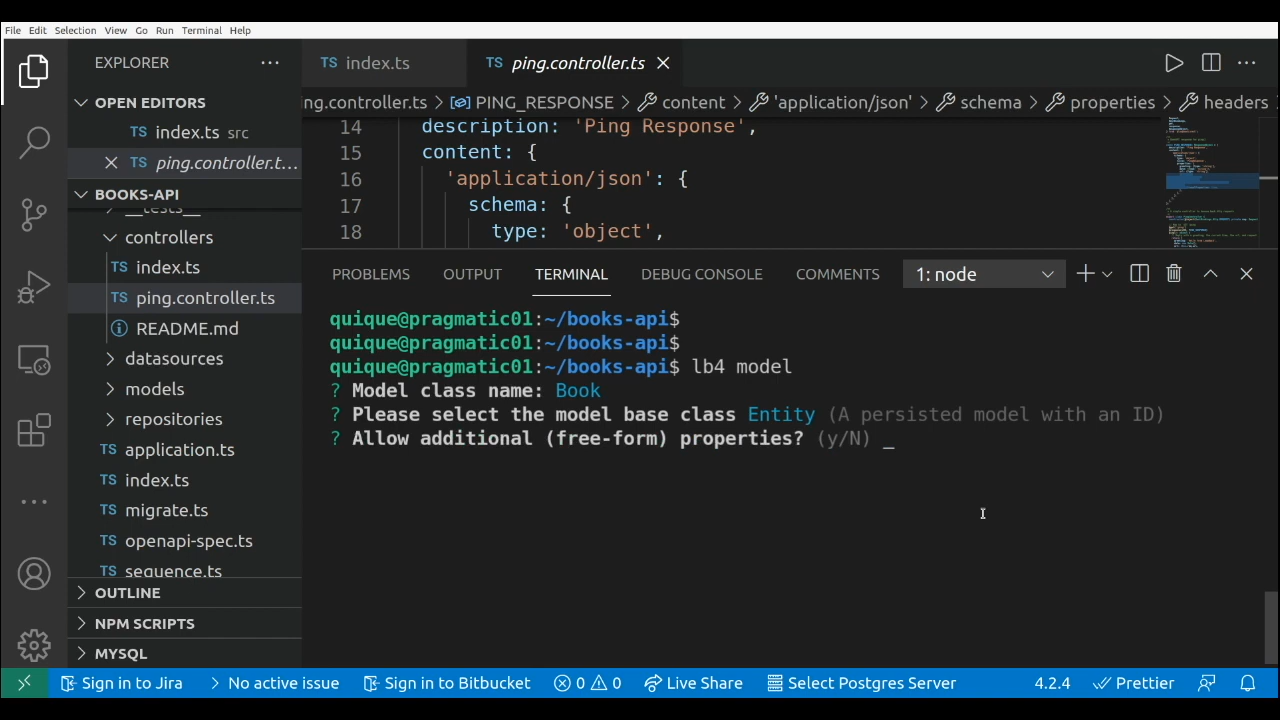 File Edit Selection View Go Run Terminal Help
EXPLORER
OPEN EDITORS
TS index.ts src
TS ping.controller.t...
BOOKS-API
__tests__
controllers
TS index.ts
TS ping.controller.ts
README.md
datasources
models
repositories
TS application.ts
TS index.ts
TS migrate.ts
TS openapi-spec.ts
TS sequence.ts
OUTLINE
NPM SCRIPTS
MYSQL
TS index.ts TS ping.controller.ts
ing.controller.ts > PING_RESPONSE > content > 'application/json' > schema > properties > headers
14 description: 'Ping Response',
15 content: {
16 'application/json': {
17 schema: {
18 type: 'object',
PROBLEMS OUTPUT TERMINAL DEBUG CONSOLE COMMENTS 1: node
quique@pragmatic01:~/books-api$
quique@pragmatic01:~/books-api$
quique@pragmatic01:~/books-api$ lb4 model
? Model class name: Book
? Please select the model base class Entity (A persisted model with an ID)
? Allow additional (free-form) properties? (y/N) _
Sign in to Jira No active issue Sign in to Bitbucket 0 0 Live Share Select Postgres Server 4.2.4 Prettier